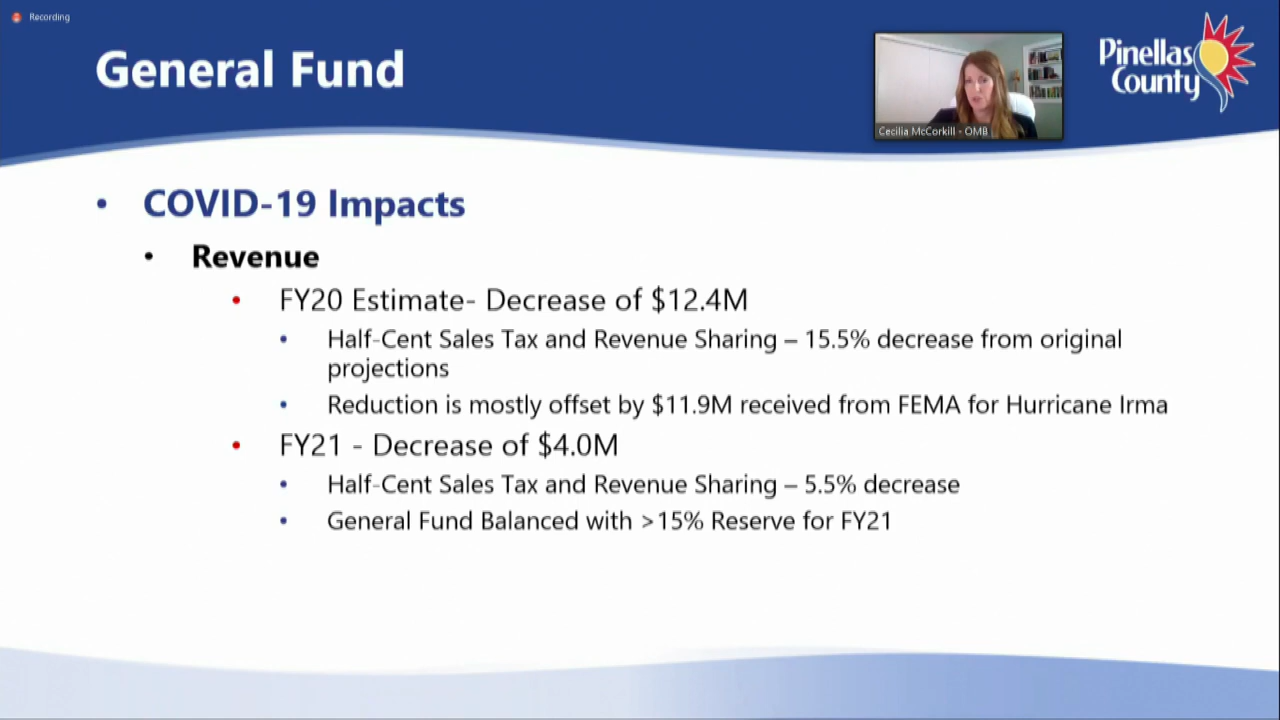 Recording
General Fund
Pinellas
County
Cecilia McCorkill - OMB
• COVID-19 Impacts
• Revenue
• FY20 Estimate- Decrease of $12.4M
• Half-Cent Sales Tax and Revenue Sharing – 15.5% decrease from original
projections
• Reduction is mostly offset by $11.9M received from FEMA for Hurricane Irma
• FY21 - Decrease of $4.0M
• Half-Cent Sales Tax and Revenue Sharing – 5.5% decrease
• General Fund Balanced with >15% Reserve for FY21